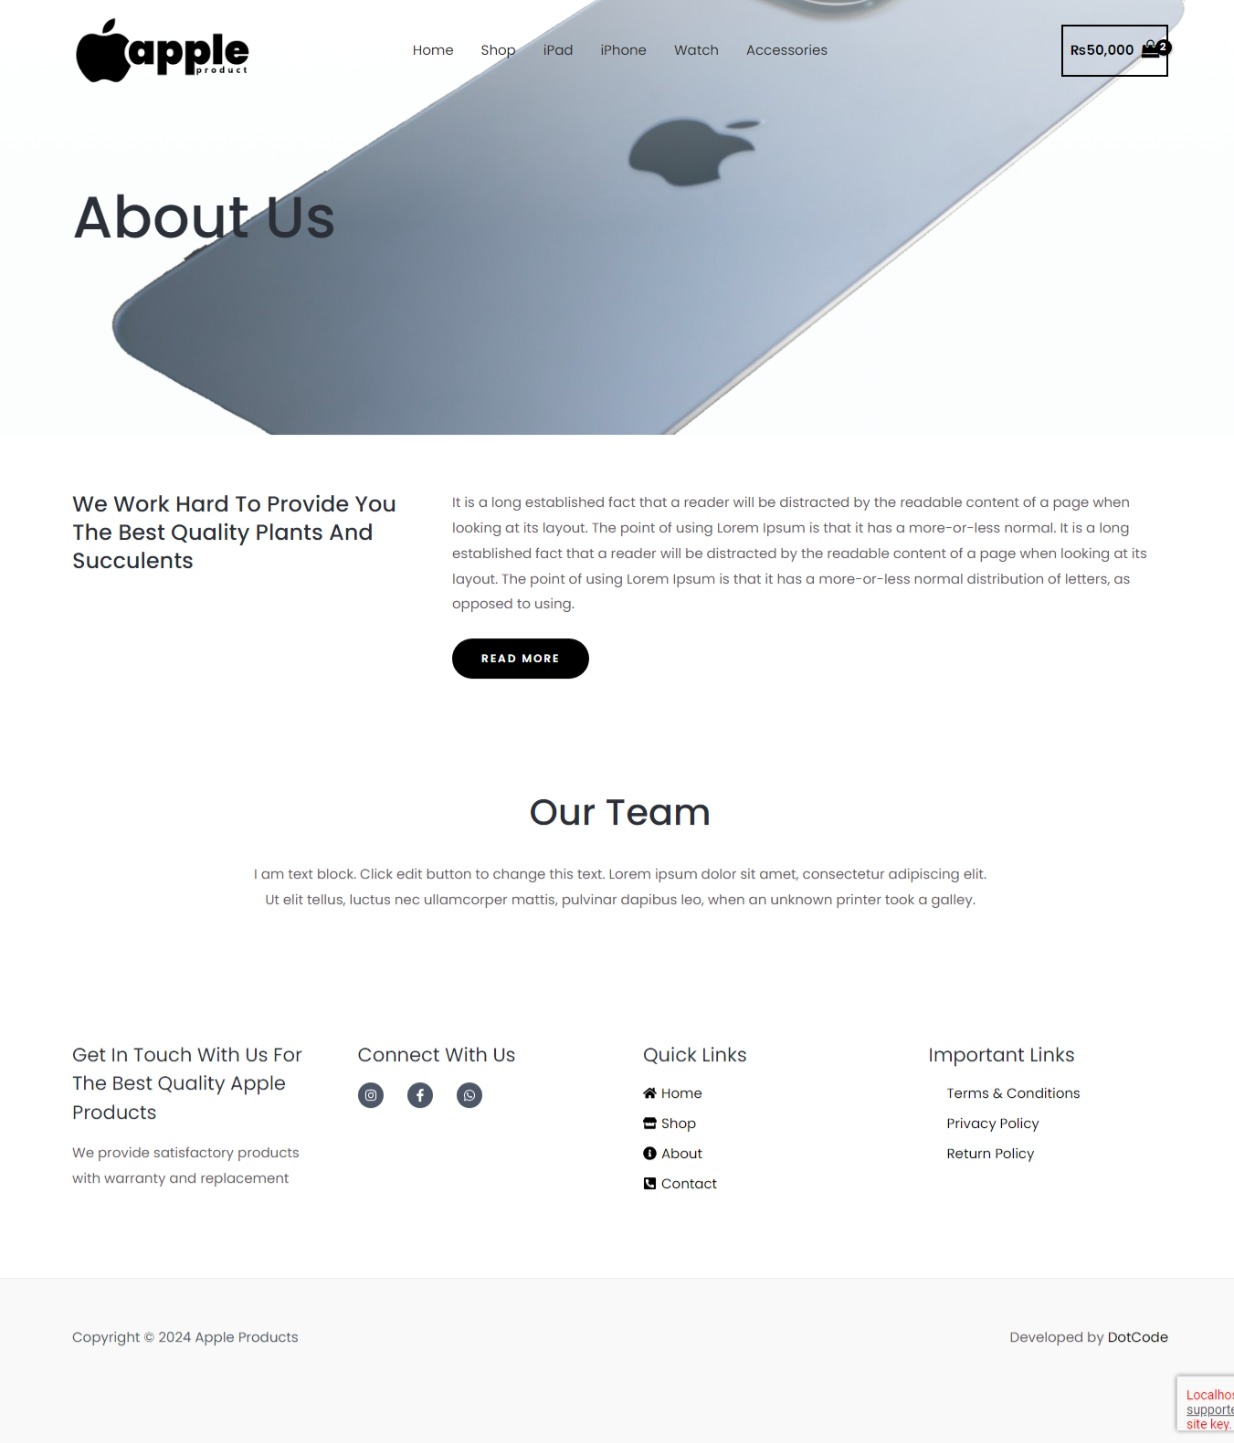 apple
product
Home Shop iPad iPhone Watch Accessories
₨50,000
2
About Us
We Work Hard To Provide You
The Best Quality Plants And
Succulents
It is a long established fact that a reader will be distracted by the readable content of a page when
looking at its layout. The point of using Lorem Ipsum is that it has a more-or-less normal. It is a long
established fact that a reader will be distracted by the readable content of a page when looking at its
layout. The point of using Lorem Ipsum is that it has a more-or-less normal distribution of letters, as
opposed to using.
READ MORE
Our Team
I am text block. Click edit button to change this text. Lorem ipsum dolor sit amet, consectetur adipiscing elit.
Ut elit tellus, luctus nec ullamcorper mattis, pulvinar dapibus leo, when an unknown printer took a galley.
Get In Touch With Us For
The Best Quality Apple
Products
We provide satisfactory products
with warranty and replacement
Connect With Us
Quick Links
Home
Shop
About
Contact
Important Links
Terms & Conditions
Privacy Policy
Return Policy
Copyright © 2024 Apple Products
Developed by DotCode
site key.